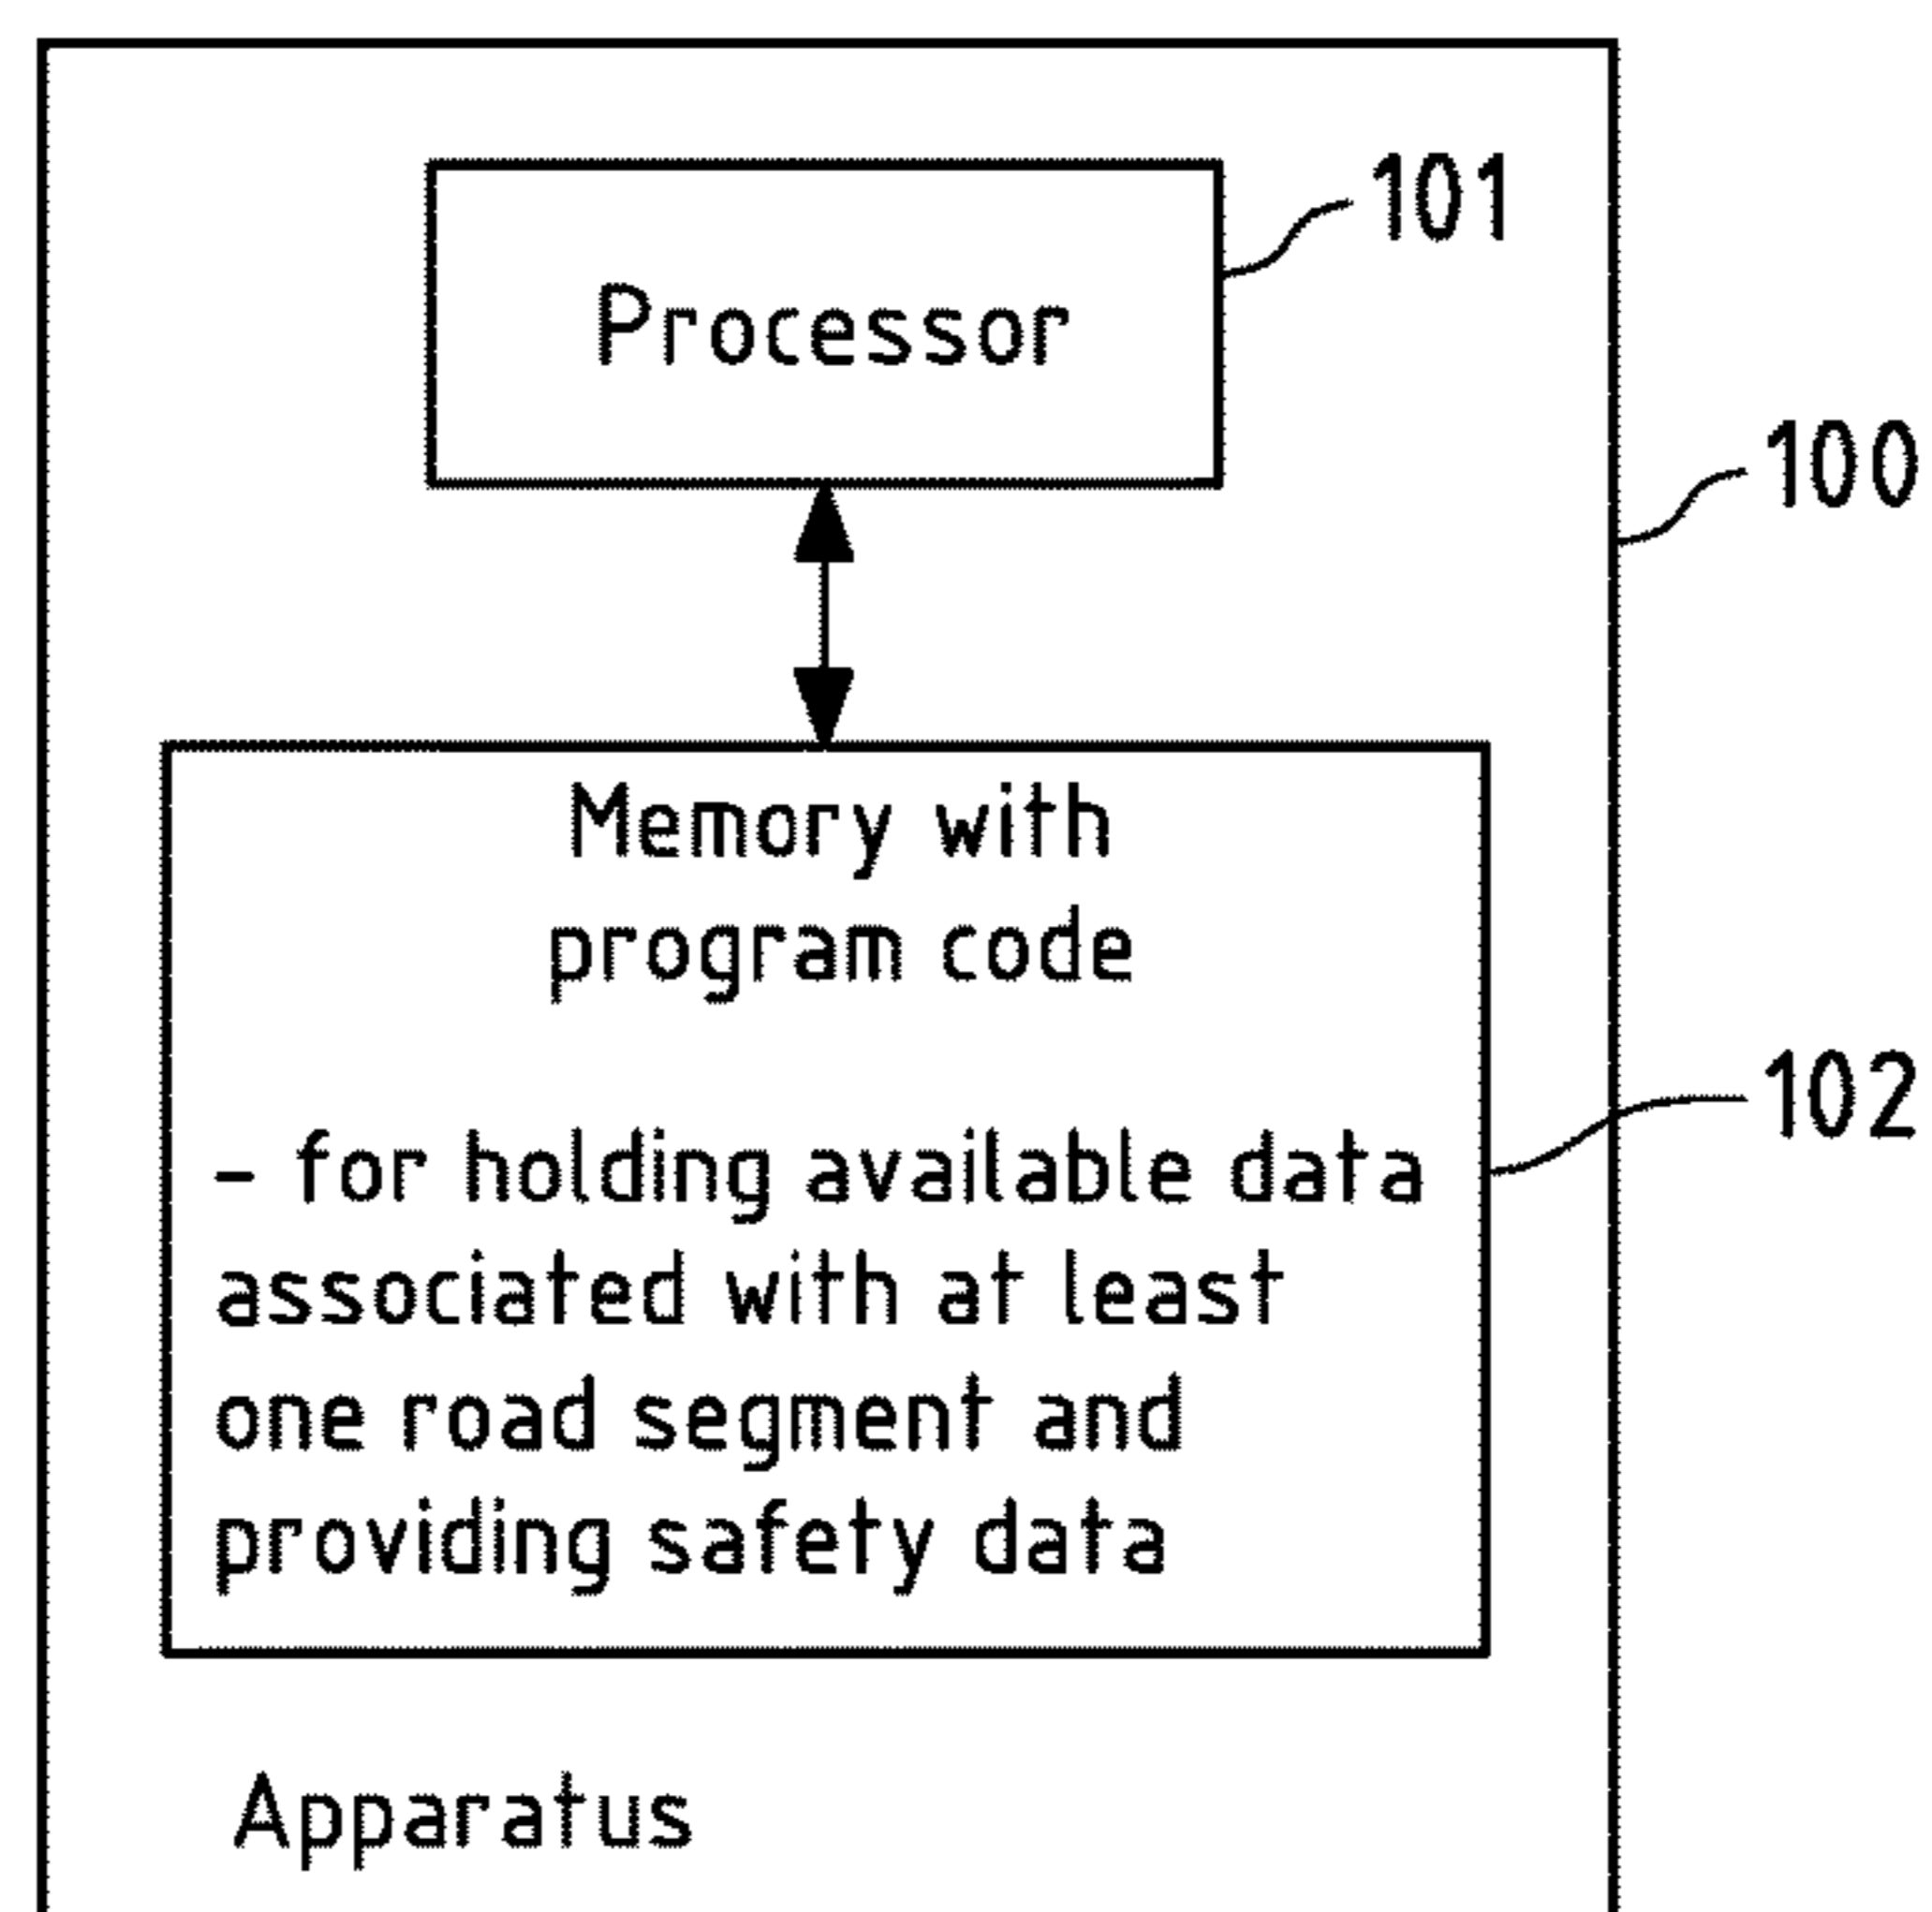 101
Processor
100
Memory with
program code
102
- for holding available data
associated with at least
one road segment and
providing safety data
Apparatus